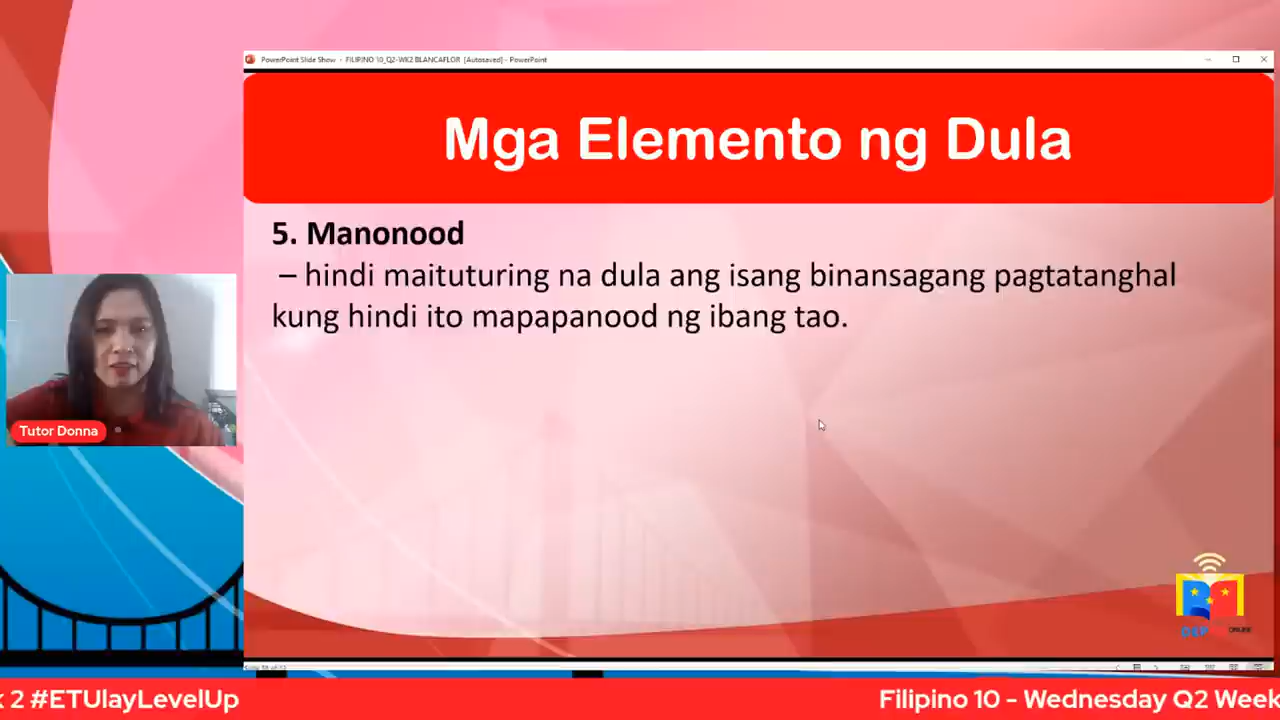 PowerPoint Slide Show - FILIPINO 10_Q2-WK2 BLANCAFLOR [Autosaved] - PowerPoint
Mga Elemento ng Dula
5. Manonood
– hindi maituturing na dula ang isang binansagang pagtatanghal
kung hindi ito mapapanood ng ibang tao.
Tutor Donna
DEP
ONLINE
k 2 #ETUlayLevelUp
Filipino 10 - Wednesday Q2 Week